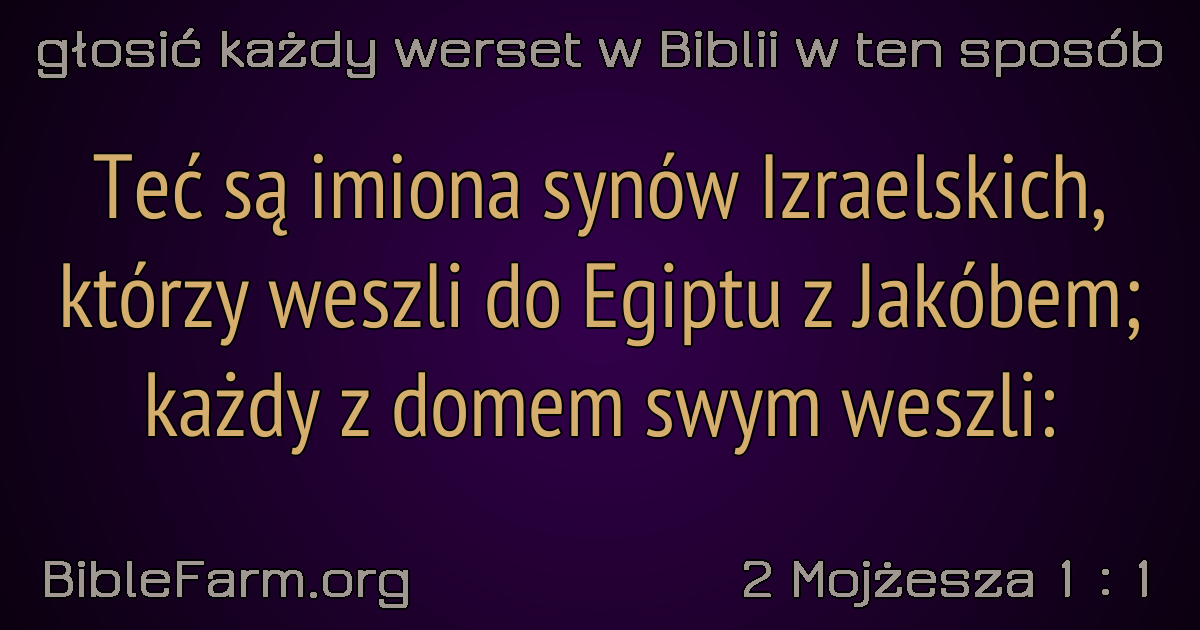 głosić każdy werset w Biblii w ten sposób
Teć są imiona synów Izraelskich,
którzy weszli do Egiptu z Jakóbem;
każdy z domem swym weszli:
BibleFarm.org
2 Mojżesza 1 : 1